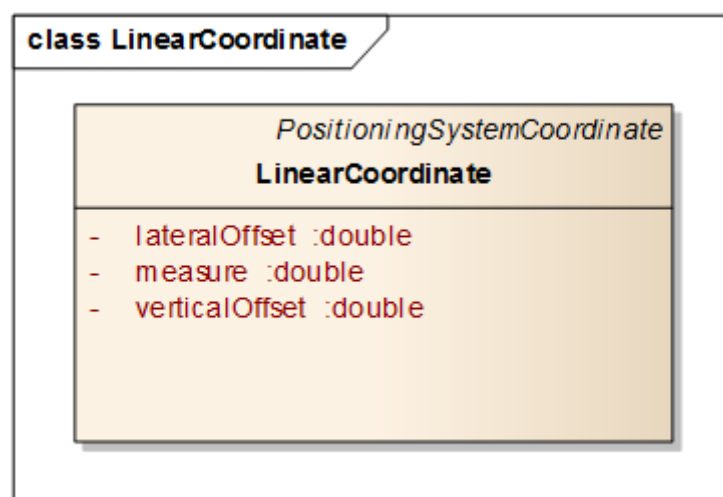 class LinearCoordinate
PositioningSystemCoordinate
LinearCoordinate
- lateralOffset :double
- measure :double
- verticalOffset :double